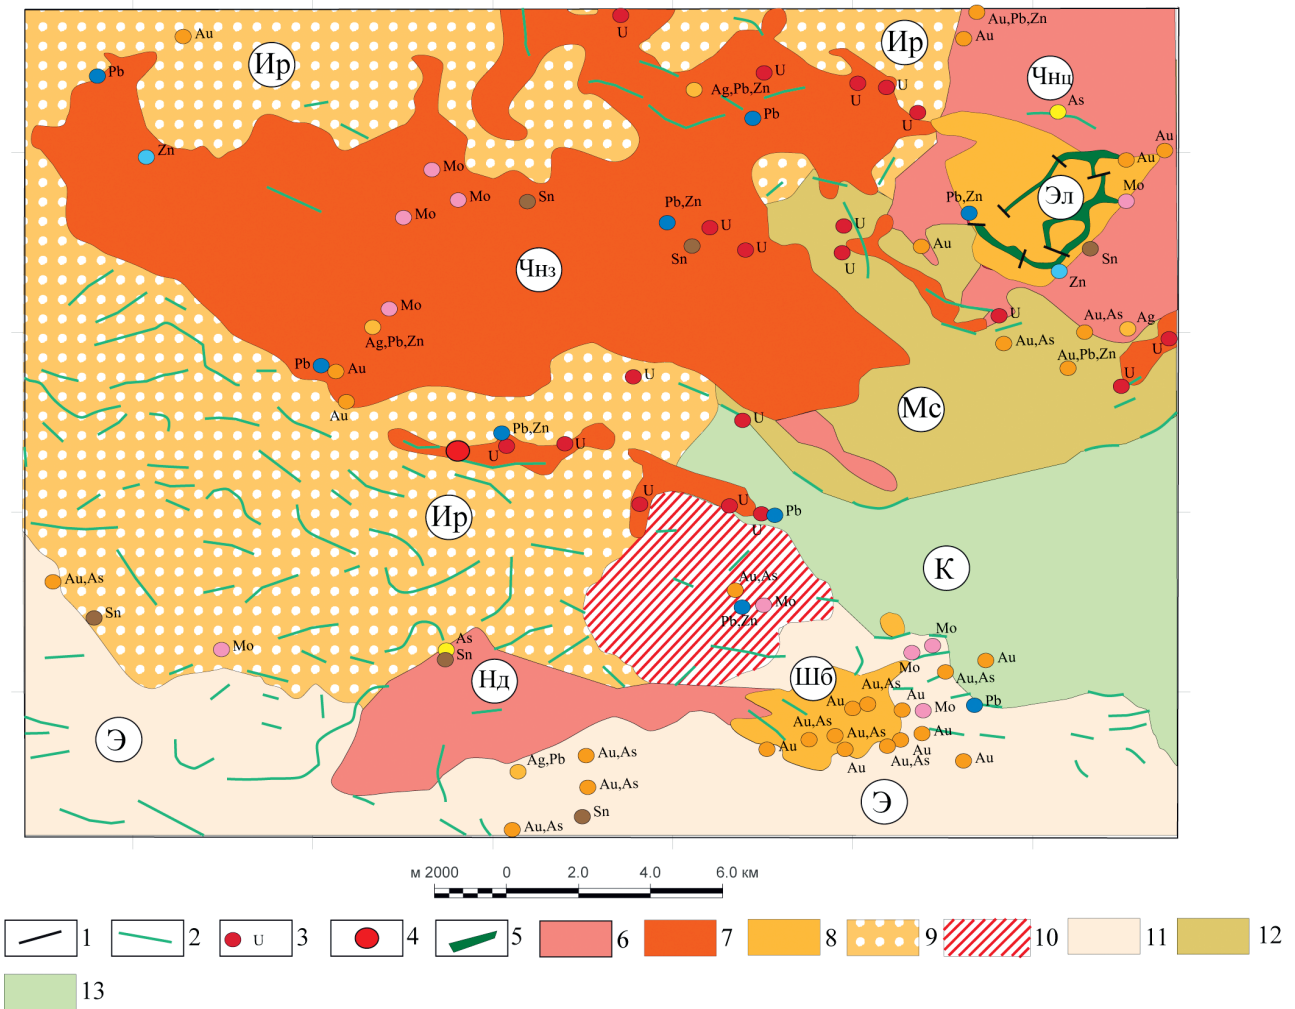 Au,Pb,Zn
Au
U
Au
Ир
Ир
Чнц
Pb
U
Ag,Pb,Zn
U
U
As
Pb
U
Au
Zn
Au
Mo
Эл
Mo
Mo
Sn
Pb,Zn
Pb,Zn
Mo
U
U
Sn
U
Au
Sn
U
Чнз
Zn
Mo
U
Au,As
Ag
Ag,Pb,Zn
Au,As
U
Au,Pb,Zn
Pb
Au
U
U
Au
Мс
U
Pb,Zn
U
U
U
U
Pb
Ир
U
К
Au,As
Au,As
Mo
Sn
Pb,Zn
Mo
As
Mo
Sn
Au
Mo
Нд
Шб
Au,As
Au,As
Au
Au
Pb
Mo
Au,As
Э
Au,As
Au
Au
Au
Au,As
Au
Au
Ag,Pb
Au,As
Au,As
Э
Sn
Au,As
м 2000 0 2.0 4.0 6.0 км
1 2 U 3 4 5 6 7 8 9 10 11 12
13